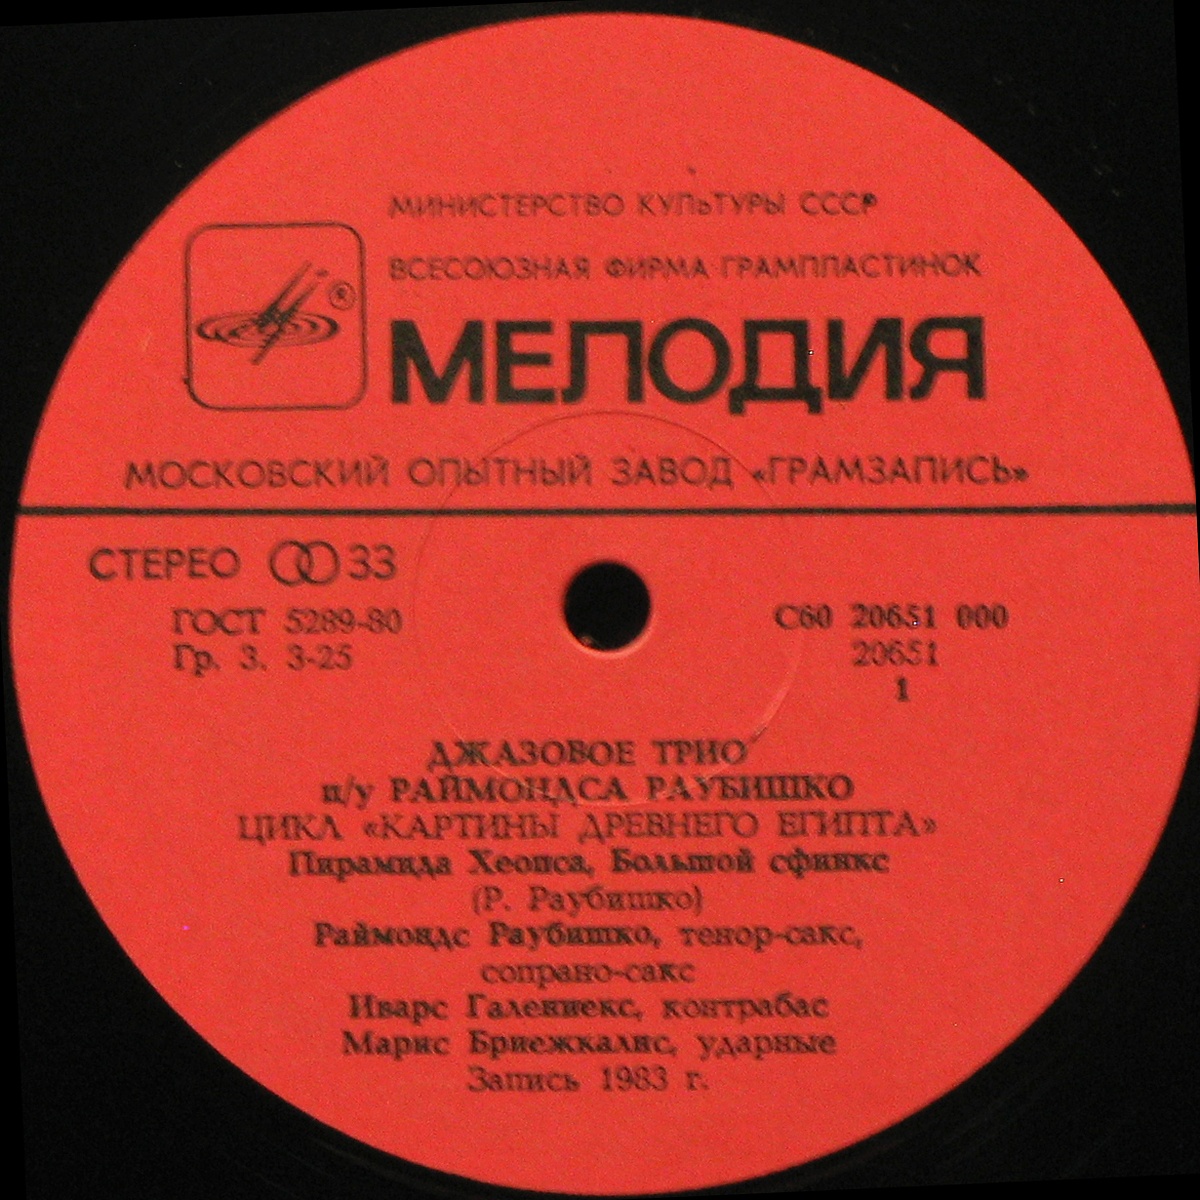 МИНИСТЕРСТВО КУЛЬТУРЫ СССР
ВСЕСОЮЗНАЯ ФИРМА ГРАМПЛАСТИНОК
®
МЕЛОДИЯ
МОСКОВСКИЙ ОПЫТНЫЙ ЗАВОД «ГРАМЗАПИСЬ»
СТЕРЕО 33
ГОСТ 5289-80
Гр. 3. 3-25
С60 20651 000
20651
1
ДЖАЗОВОЕ ТРИО
п/у РАЙМОНДСА РАУБИШКО
ЦИКЛ «КАРТИНЫ ДРЕВНЕГО ЕГИПТА»
Пирамида Хеопса, Большой сфинкс
(Р. Раубишко)
Раймондс Раубишко, тенор-сакс,
сопрано-сакс
Иварс Галениекс, контрабас
Марис Бриежкалнс, ударные
Запись 1983 г.